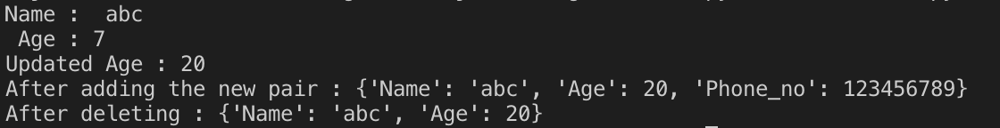 Name :  abc
 Age : 7
Updated Age : 20
After adding the new pair : {'Name': 'abc', 'Age': 20, 'Phone_no': 123456789}
After deleting : {'Name': 'abc', 'Age': 20}